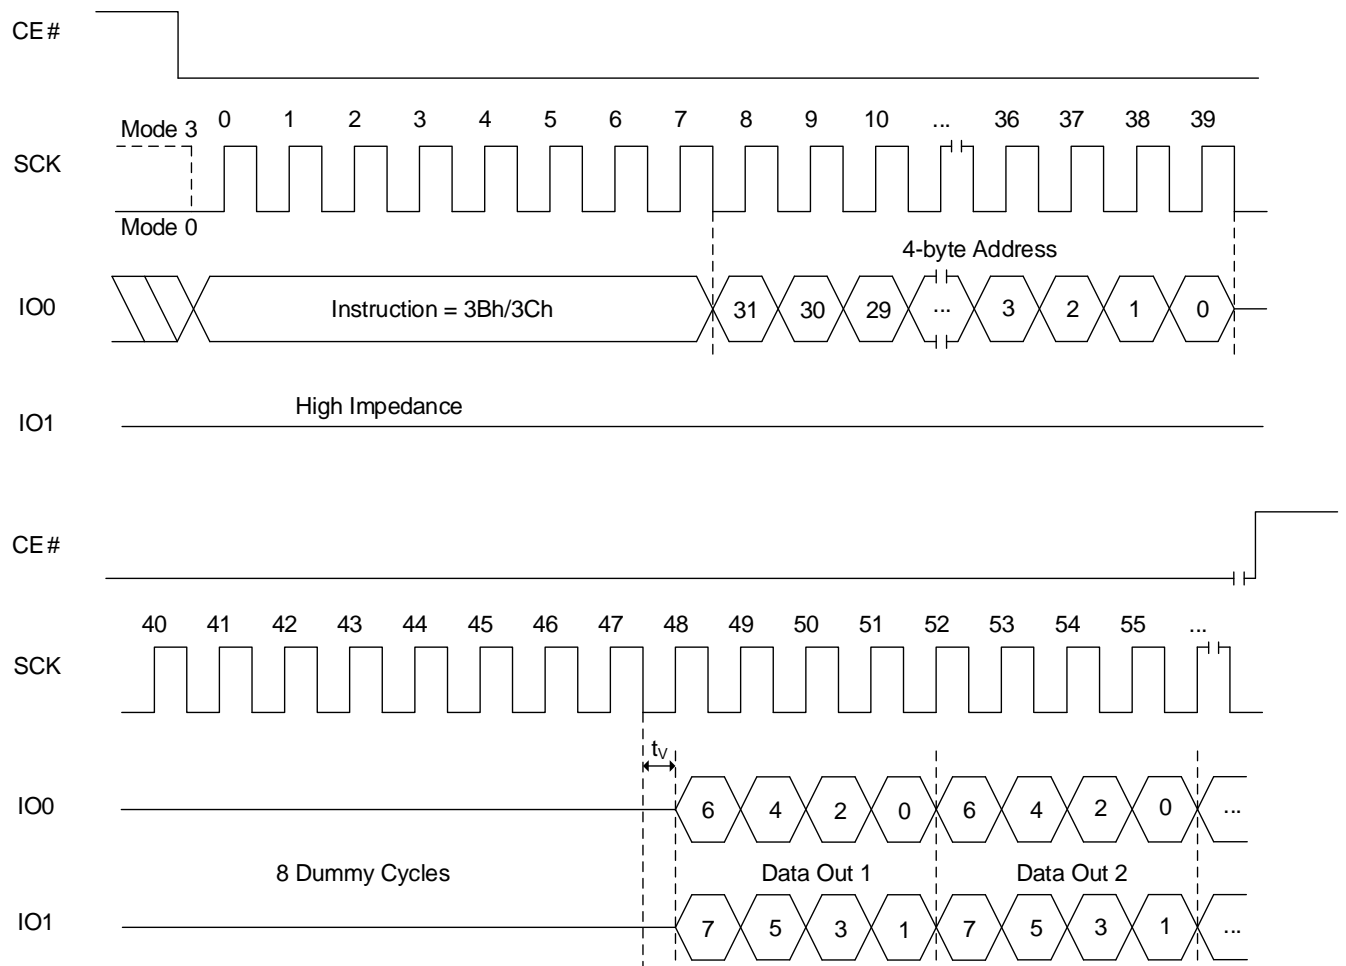 CE#
Mode 3
0 1 2 3 4 5 6 7 8 9 10 ... 36 37 38 39
SCK
Mode 0
4-byte Address
IO0
Instruction = 3Bh/3Ch
31 30 29 ... 3 2 1 0
High Impedance
IO1
CE#
40 41 42 43 44 45 46 47 48 49 50 51 52 53 54 55 ...
SCK
tV
IO0
6 4 2 0 6 4 2 0 ...
8 Dummy Cycles
Data Out 1
Data Out 2
IO1
7 5 3 1 7 5 3 1 ...